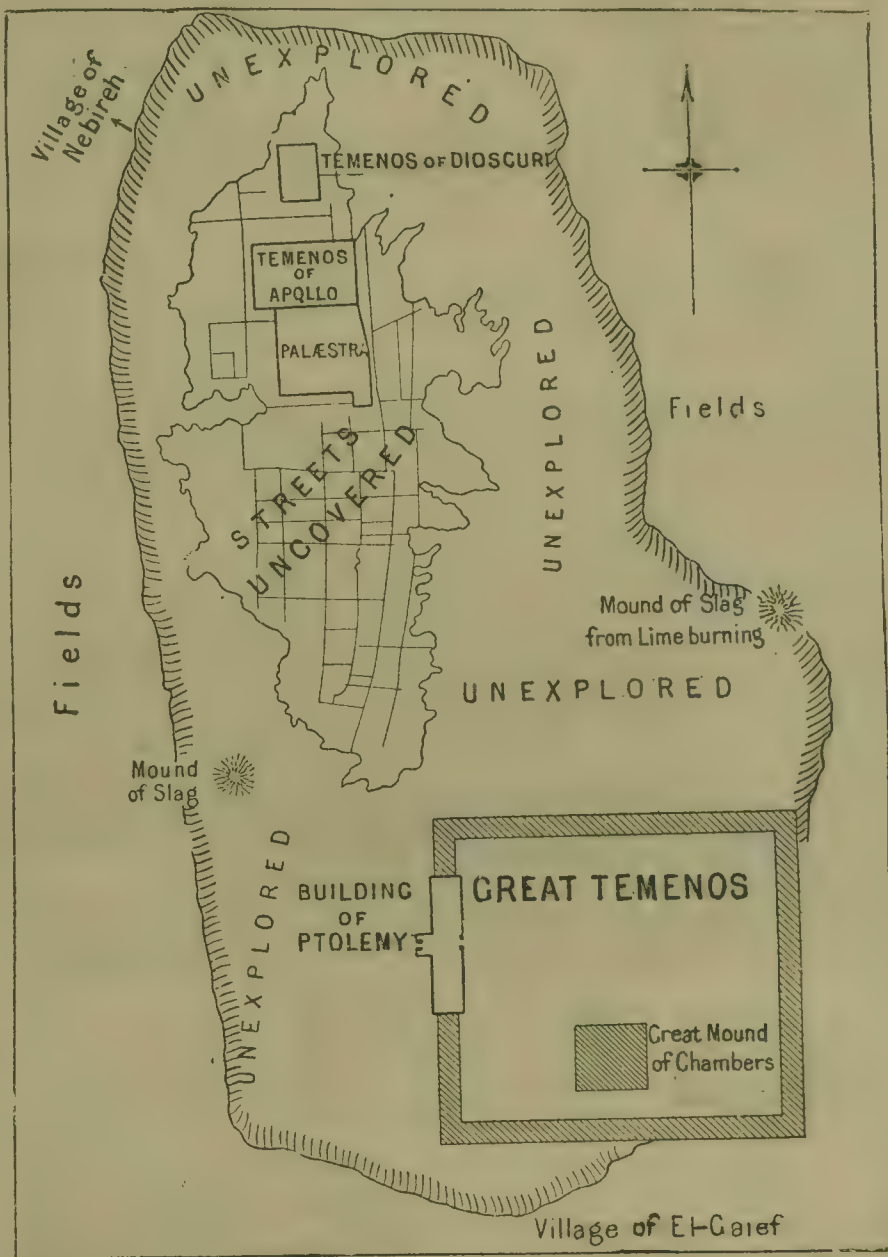 UNEXPLORED
Village of
Nebireh
TEMENOS OF DIOSCURI
TEMENOS
OF
APOLLO
PALÆSTRA
UNEXPLORED
Fields
STREETS
UNCOVERED
Fields
Mound of Slag
from Lime burning
UNEXPLORED
Mound
of Slag
UNEXPLORED
BUILDING
OF
PTOLEMY
GREAT TEMENOS
Great Mound
of Chambers
Village of El-Gaief